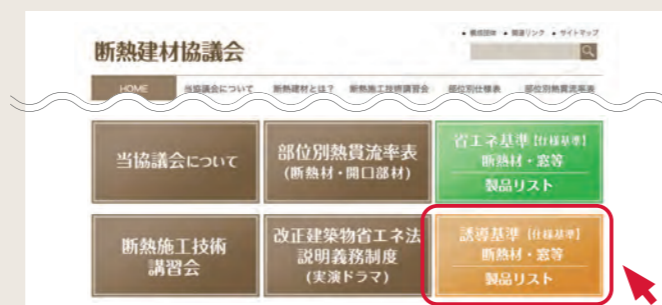 • 構成団体 • 関連リンク • サイトマップ
断熱建材協議会
HOME 当協議会について 断熱建材とは？ 断熱施工技術講習会 部位別仕様表 部位別熱貫流率表
当協議会について
部位別熱貫流率表
(断熱材・開口部材)
省エネ基準【仕様基準】
断熱材・窓等
製品リスト
断熱施工技術
講習会
改正建築物省エネ法
説明義務制度
(実演ドラマ)
誘導基準【仕様基準】
断熱材・窓等
製品リスト